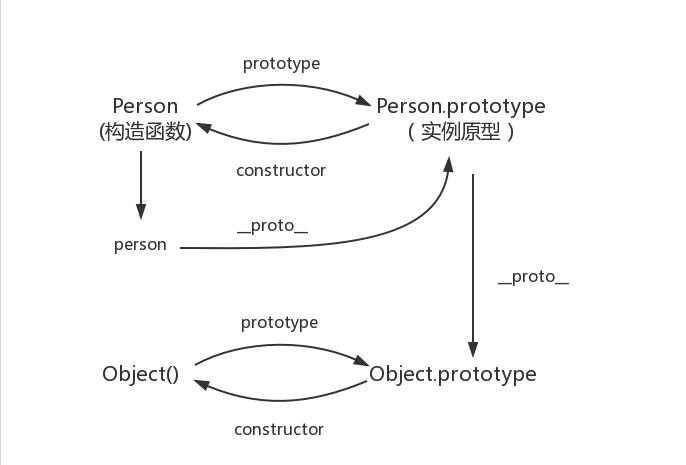 prototype
Person
(构造函数)
Person.prototype
（实例原型）
constructor
person
__proto__
__proto__
prototype
Object()
Object.prototype
constructor